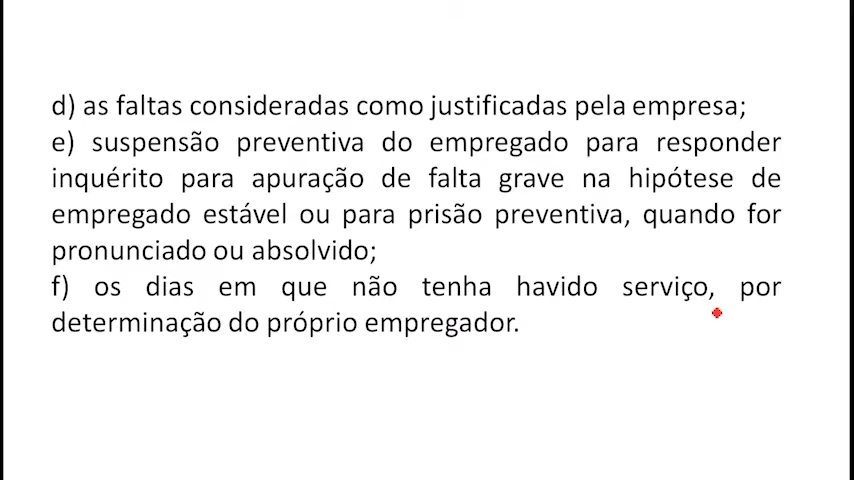 d) as faltas consideradas como justificadas pela empresa;
e) suspensão preventiva do empregado para responder
inquérito para apuração de falta grave na hipótese de
empregado estável ou para prisão preventiva, quando for
pronunciado ou absolvido;
f) os dias em que não tenha havido serviço, por
determinação do próprio empregador.